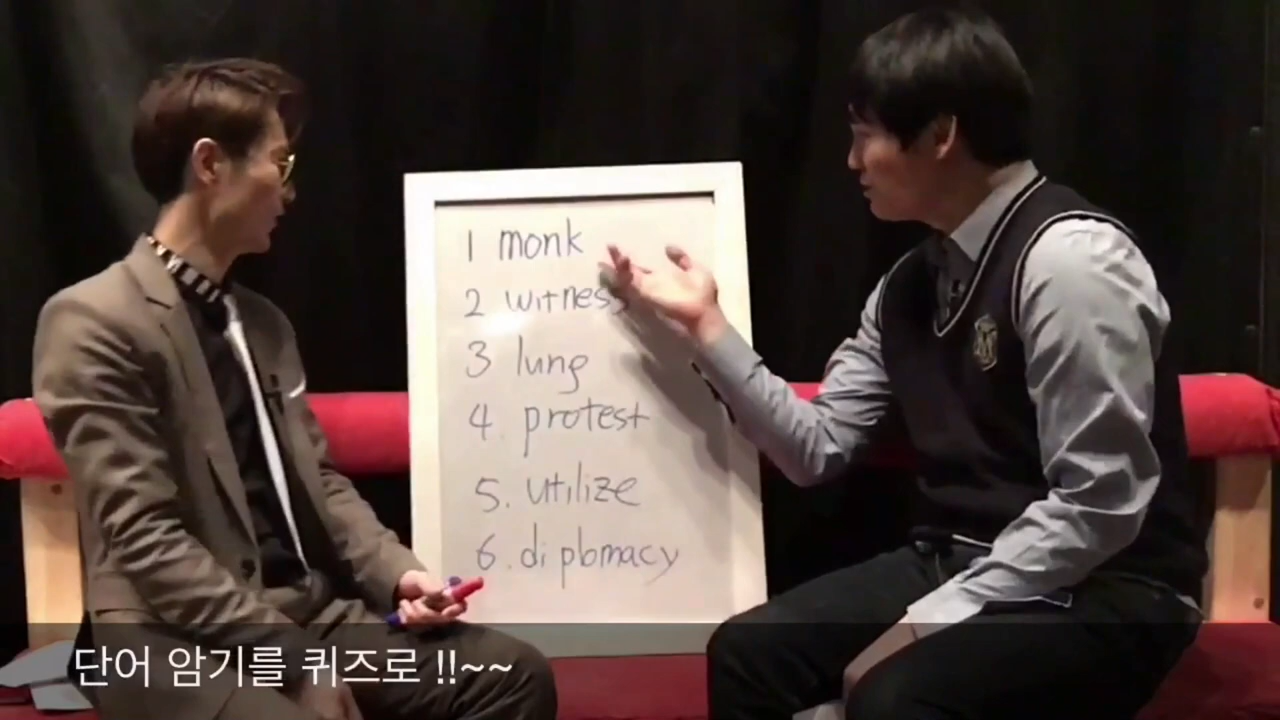 1 monk
2 witness
3 lung
4. protest
5. utilize
6. diplomacy
단어 암기를 퀴즈로 !!~~